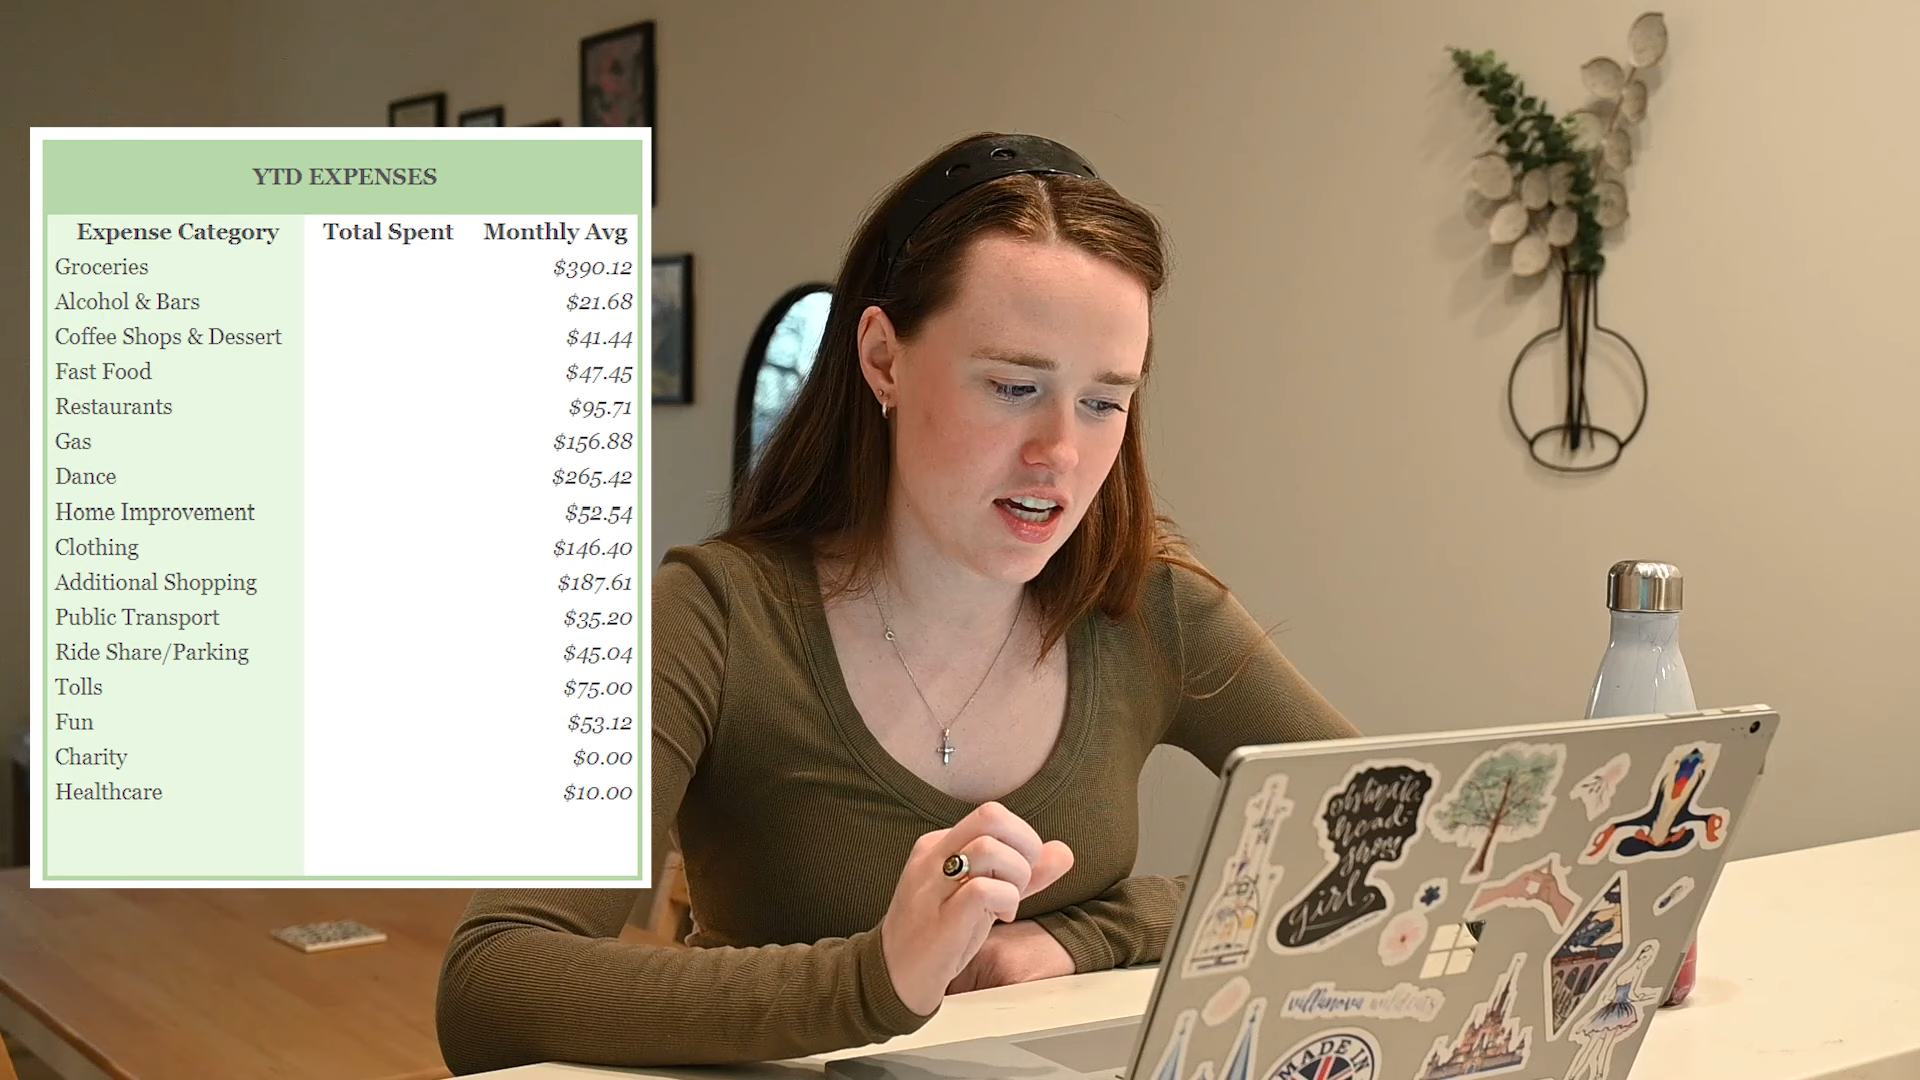 YTD EXPENSES
Expense Category Total Spent Monthly Avg
Groceries $390.12
Alcohol & Bars $21.68
Coffee Shops & Dessert $41.44
Fast Food $47.45
Restaurants $95.71
Gas $156.88
Dance $265.42
Home Improvement $52.54
Clothing $146.40
Additional Shopping $187.61
Public Transport $35.20
Ride Share/Parking $45.04
Tolls $75.00
Fun $53.12
Charity $0.00
Healthcare $10.00
obstinate
head-
strong
girl
villanova wildcats
MADE IN